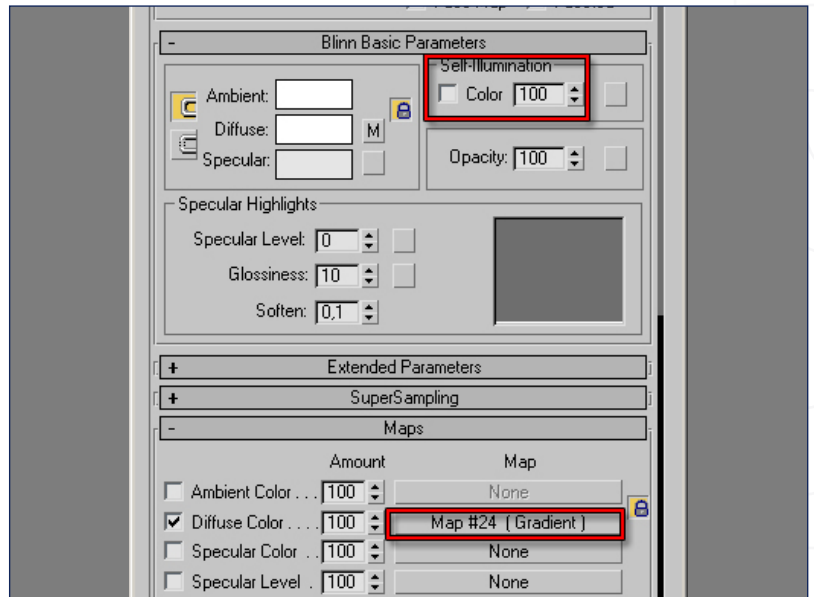 - Blinn Basic Parameters
Self-Illumination
Ambient:
Color 100
Diffuse: M
Specular:
Opacity: 100
Specular Highlights
Specular Level: 0
Glossiness: 10
Soften: 0,1
+ Extended Parameters
+ SuperSampling
- Maps
Amount Map
Ambient Color . . . 100 None
Diffuse Color . . . . 100 Map #24 ( Gradient )
Specular Color . . 100 None
Specular Level . 100 None